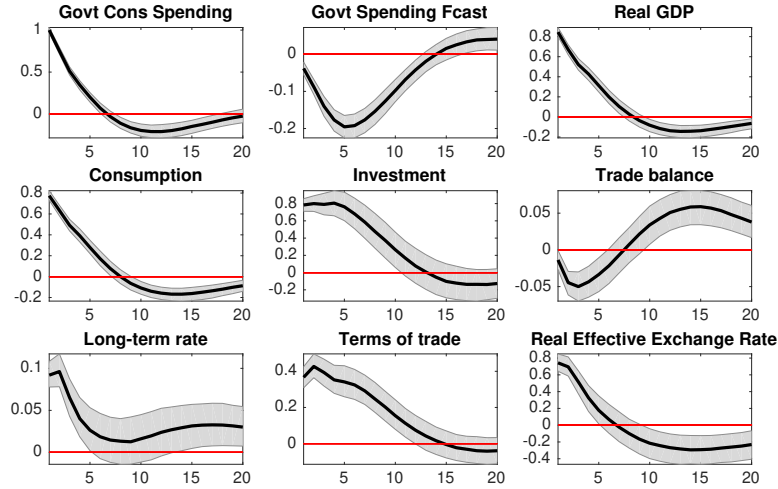 Govt Cons Spending
1
0.5
0
5 10 15 20
Govt Spending Fcast
0
-0.1
-0.2
5 10 15 20
Real GDP
0.8
0.6
0.4
0.2
0
-0.2
5 10 15 20
Consumption
0.8
0.6
0.4
0.2
0
-0.2
5 10 15 20
Investment
0.8
0.6
0.4
0.2
0
-0.2
5 10 15 20
Trade balance
0.05
0
-0.05
5 10 15 20
Long-term rate
0.1
0.05
0
5 10 15 20
Terms of trade
0.4
0.2
0
5 10 15 20
Real Effective Exchange Rate
0.8
0.6
0.4
0.2
0
-0.2
-0.4
5 10 15 20